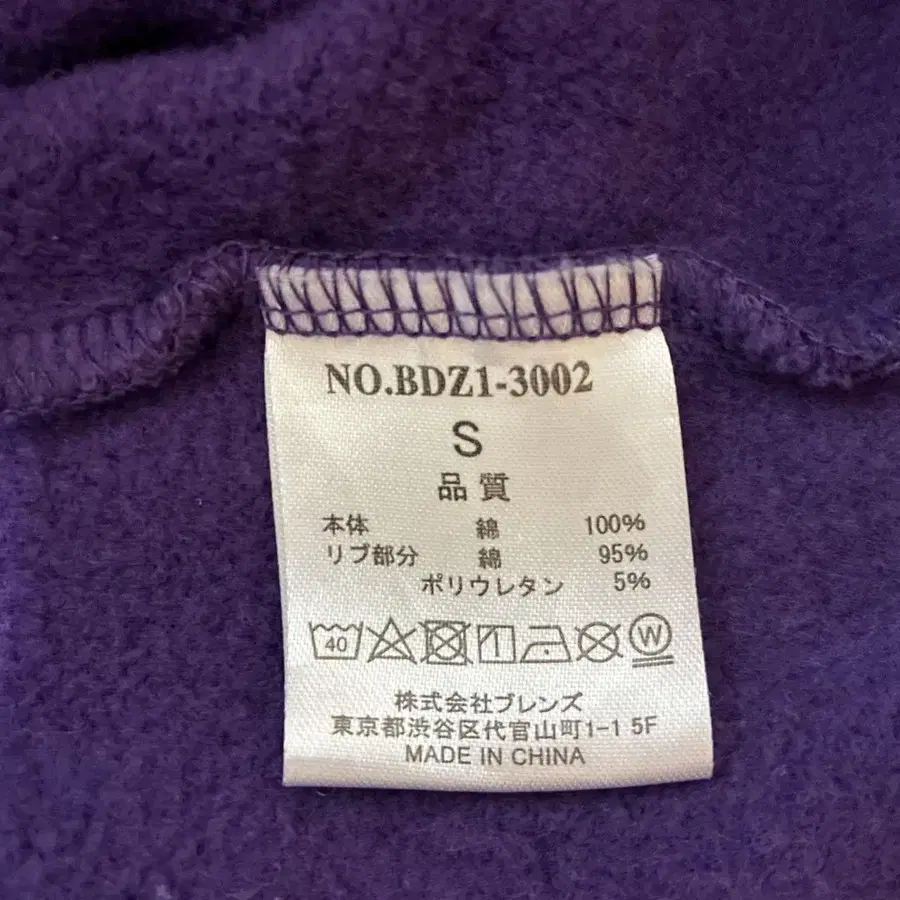 NO.BDZ1-3002
S
品質
本体 綿 100%
リブ部分 綿 95%
ポリウレタン 5%
40 W
株式会社ブレンズ
東京都渋谷区代官山町1-1 5F
MADE IN CHINA